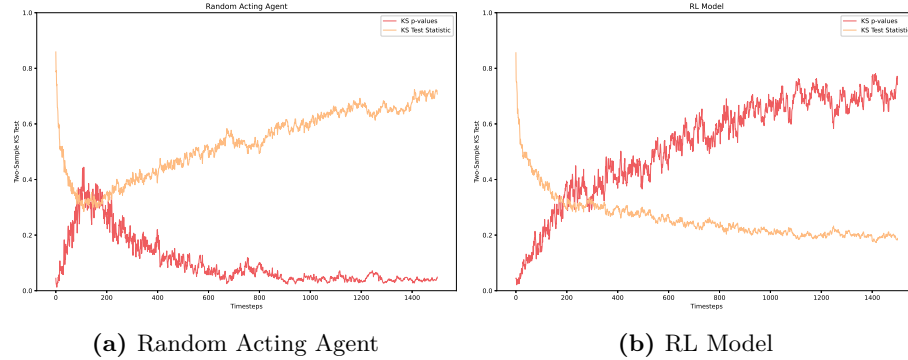 Random Acting Agent
KS p-values
KS Test Statistic
Two-Sample KS Test
1.0
0.8
0.6
0.4
0.2
0.0
0 200 400 600 800 1000 1200 1400
Timesteps
(a) Random Acting Agent
RL Model
KS p-values
KS Test Statistic
Two-Sample KS Test
1.0
0.8
0.6
0.4
0.2
0.0
0 200 400 600 800 1000 1200 1400
Timesteps
(b) RL Model